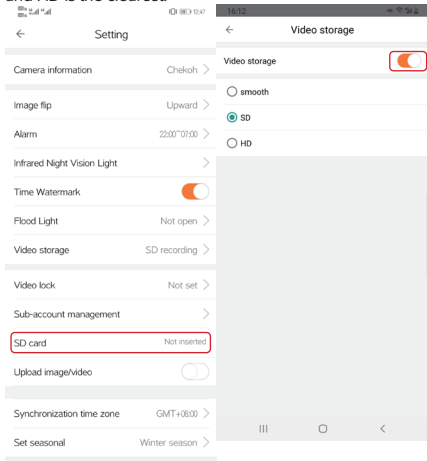 and HD is the clearest.
12:47
Setting
Camera information Chekoh
Image flip Upward
Alarm 22:00~07:00
Infrared Night Vision Light
Time Watermark
Flood Light Not open
Video storage SD recording
Video lock Not set
Sub-account management
SD card Not inserted
Upload image/video
Synchronization time zone GMT+08:00
Set seasonal Winter season
16:12
Video storage
Video storage
smooth
SD
HD